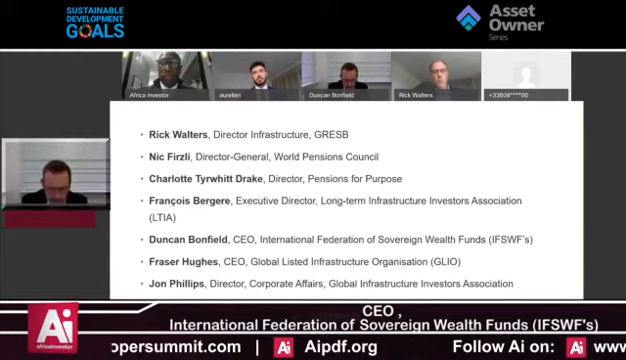 SUSTAINABLE
DEVELOPMENT
GOALS
Asset
Owner
Series
Africa investor
aurelien
Duncan Bonfield
Rick Walters
+33608****00
• Rick Walters, Director Infrastructure, GRESB
• Nic Firzli, Director-General, World Pensions Council
• Charlotte Tyrwhitt Drake, Director, Pensions for Purpose
• François Bergere, Executive Director, Long-term Infrastructure Investors Association
(LTIA)
• Duncan Bonfield, CEO, International Federation of Sovereign Wealth Funds (IFSWF's)
• Fraser Hughes, CEO, Global Listed Infrastructure Organisation (GLIO)
• Jon Phillips, Director, Corporate Affairs, Global Infrastructure Investors Association
Ai
africainvestor
CEO ,
International Federation of Sovereign Wealth Funds (IFSWF's)
opersummit.com | Ai Aipdf.org Follow Ai on: Ai www